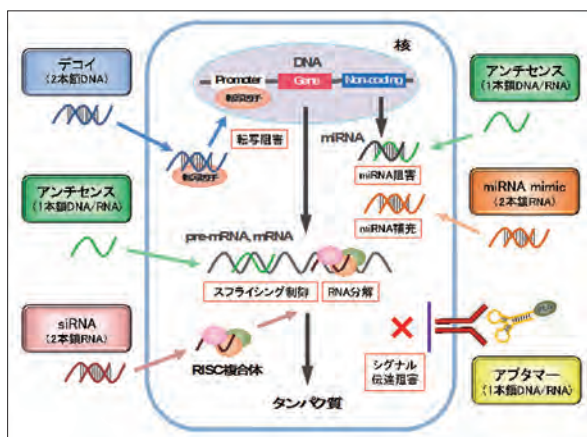 核
DNA
Promoter
Gene
Non-coding
転写因子
デコイ
(2本鎖DNA)
転写因子
転写阻害
miRNA
miRNA阻害
miRNA補充
アンチセンス
(1本鎖DNA/RNA)
アンチセンス
(1本鎖DNA/RNA)
miRNA mimic
(2本鎖RNA)
pre-mRNA, mRNA
スプライシング制御
RNA分解
siRNA
(2本鎖RNA)
RISC複合体
シグナル
伝達阻害
アプタマー
(1本鎖DNA/RNA)
タンパク質